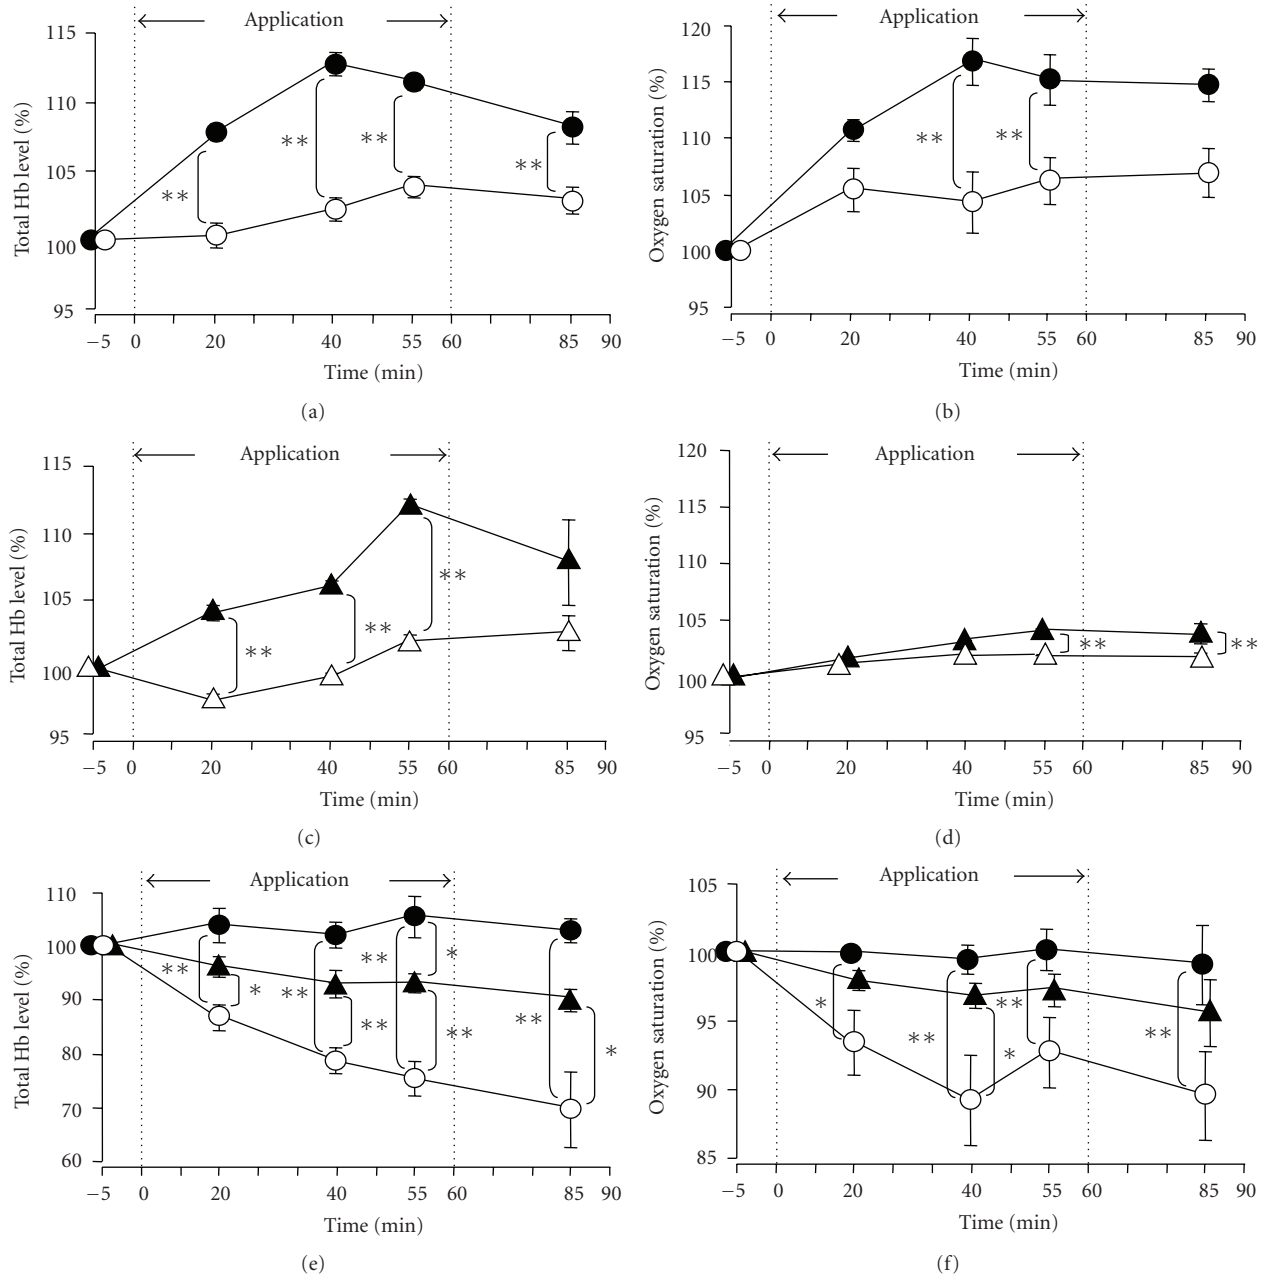 Application
115
110
105
100
95
Total Hb level (%)
** ** ** **
−5 0 20 40 55 60 85 90
Time (min)
(a)
Application
120
115
110
105
100
95
Oxygen saturation (%)
** **
−5 0 20 40 55 60 85 90
Time (min)
(b)
Application
115
110
105
100
95
Total Hb level (%)
** ** **
−5 0 20 40 55 60 85 90
Time (min)
(c)
Application
120
115
110
105
100
95
Oxygen saturation (%)
** **
−5 0 20 40 55 60 85 90
Time (min)
(d)
Application
110
100
90
80
70
60
Total Hb level (%)
** * ** ** ** * ** ** *
−5 0 20 40 55 60 85 90
Time (min)
(e)
Application
105
100
95
90
85
Oxygen saturation (%)
* ** * ** **
−5 0 20 40 55 60 85 90
Time (min)
(f)